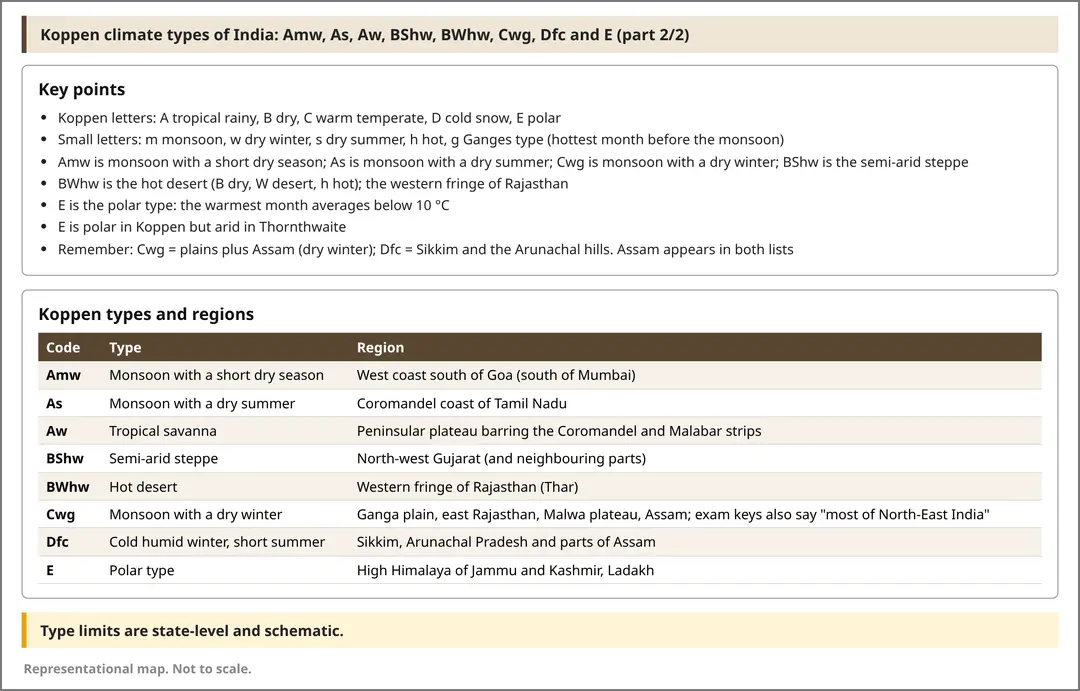 Koppen climate types of India: Amw, As, Aw, BShw, BWhw, Cwg, Dfc and E (part 2/2)
Key points
• Koppen letters: A tropical rainy, B dry, C warm temperate, D cold snow, E polar
• Small letters: m monsoon, w dry winter, s dry summer, h hot, g Ganges type (hottest month before the monsoon)
• Amw is monsoon with a short dry season; As is monsoon with a dry summer; Cwg is monsoon with a dry winter; BShw is the semi-arid steppe
• BWhw is the hot desert (B dry, W desert, h hot); the western fringe of Rajasthan
• E is the polar type: the warmest month averages below 10 °C
• E is polar in Koppen but arid in Thornthwaite
• Remember: Cwg = plains plus Assam (dry winter); Dfc = Sikkim and the Arunachal hills. Assam appears in both lists
Koppen types and regions
Code Type Region
Amw Monsoon with a short dry season West coast south of Goa (south of Mumbai)
As Monsoon with a dry summer Coromandel coast of Tamil Nadu
Aw Tropical savanna Peninsular plateau barring the Coromandel and Malabar strips
BShw Semi-arid steppe North-west Gujarat (and neighbouring parts)
BWhw Hot desert Western fringe of Rajasthan (Thar)
Cwg Monsoon with a dry winter Ganga plain, east Rajasthan, Malwa plateau, Assam; exam keys also say "most of North-East India"
Dfc Cold humid winter, short summer Sikkim, Arunachal Pradesh and parts of Assam
E Polar type High Himalaya of Jammu and Kashmir, Ladakh
Type limits are state-level and schematic.
Representational map. Not to scale.